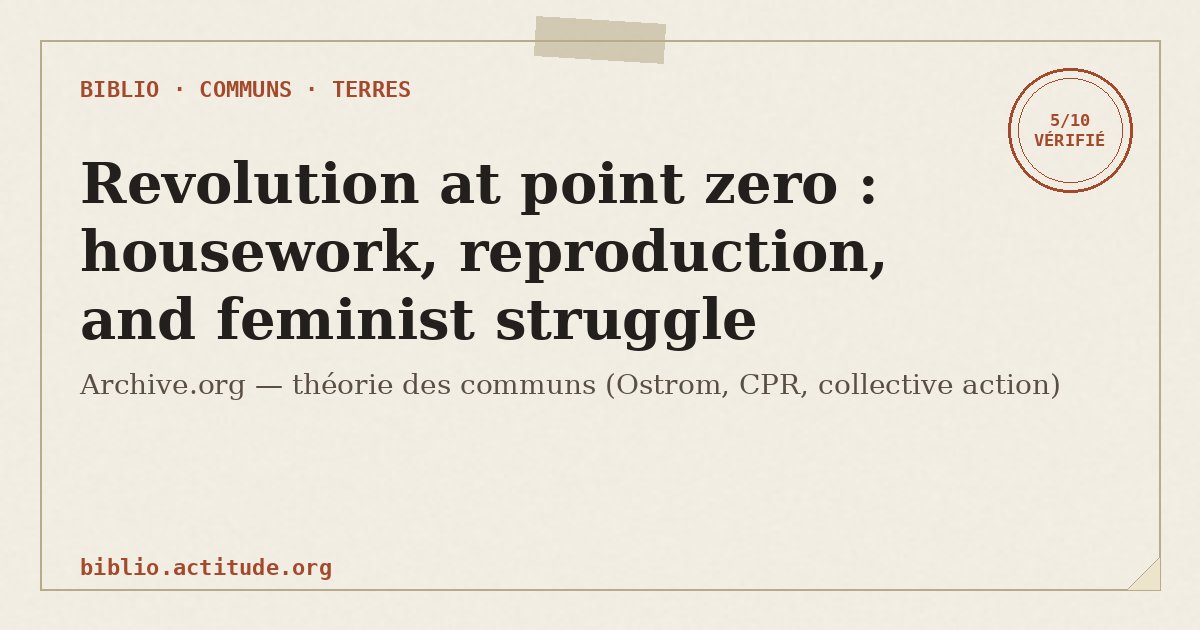 BIBLIO · COMMUNS · TERRES
5/10
VÉRIFIÉ
Revolution at point zero :
housework, reproduction,
and feminist struggle
Archive.org — théorie des communs (Ostrom, CPR, collective action)
biblio.actitude.org